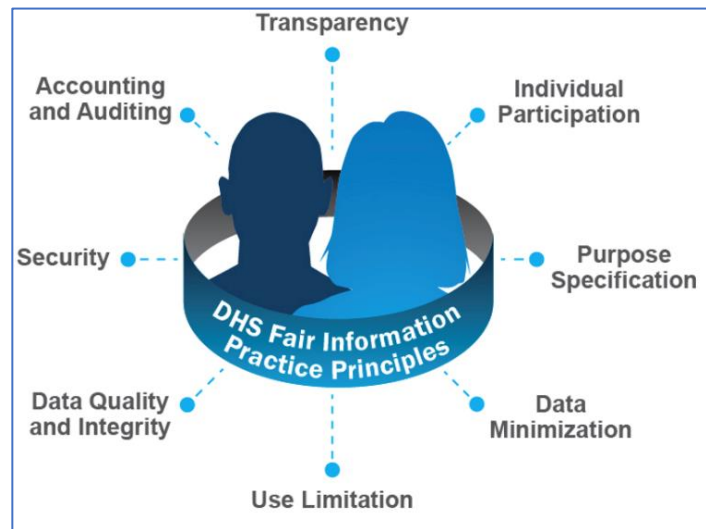 Transparency
Accounting
and Auditing
Individual
Participation
Security
Purpose
Specification
DHS Fair Information
Practice Principles
Data Quality
and Integrity
Data
Minimization
Use Limitation